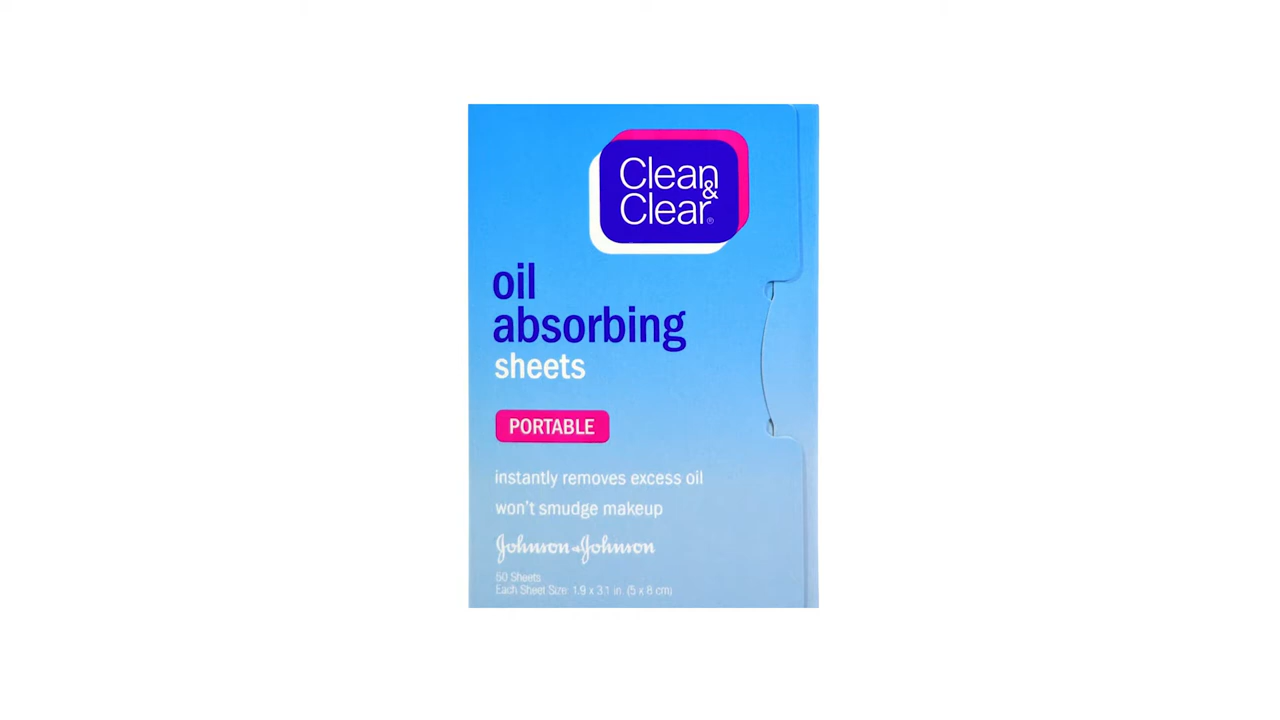 Clean
&
Clear®
oil
absorbing
sheets
PORTABLE
instantly removes excess oil
won't smudge makeup
Johnson&Johnson
50 Sheets
Each Sheet Size: 1.9 x 3.1 in. (5 x 8 cm)